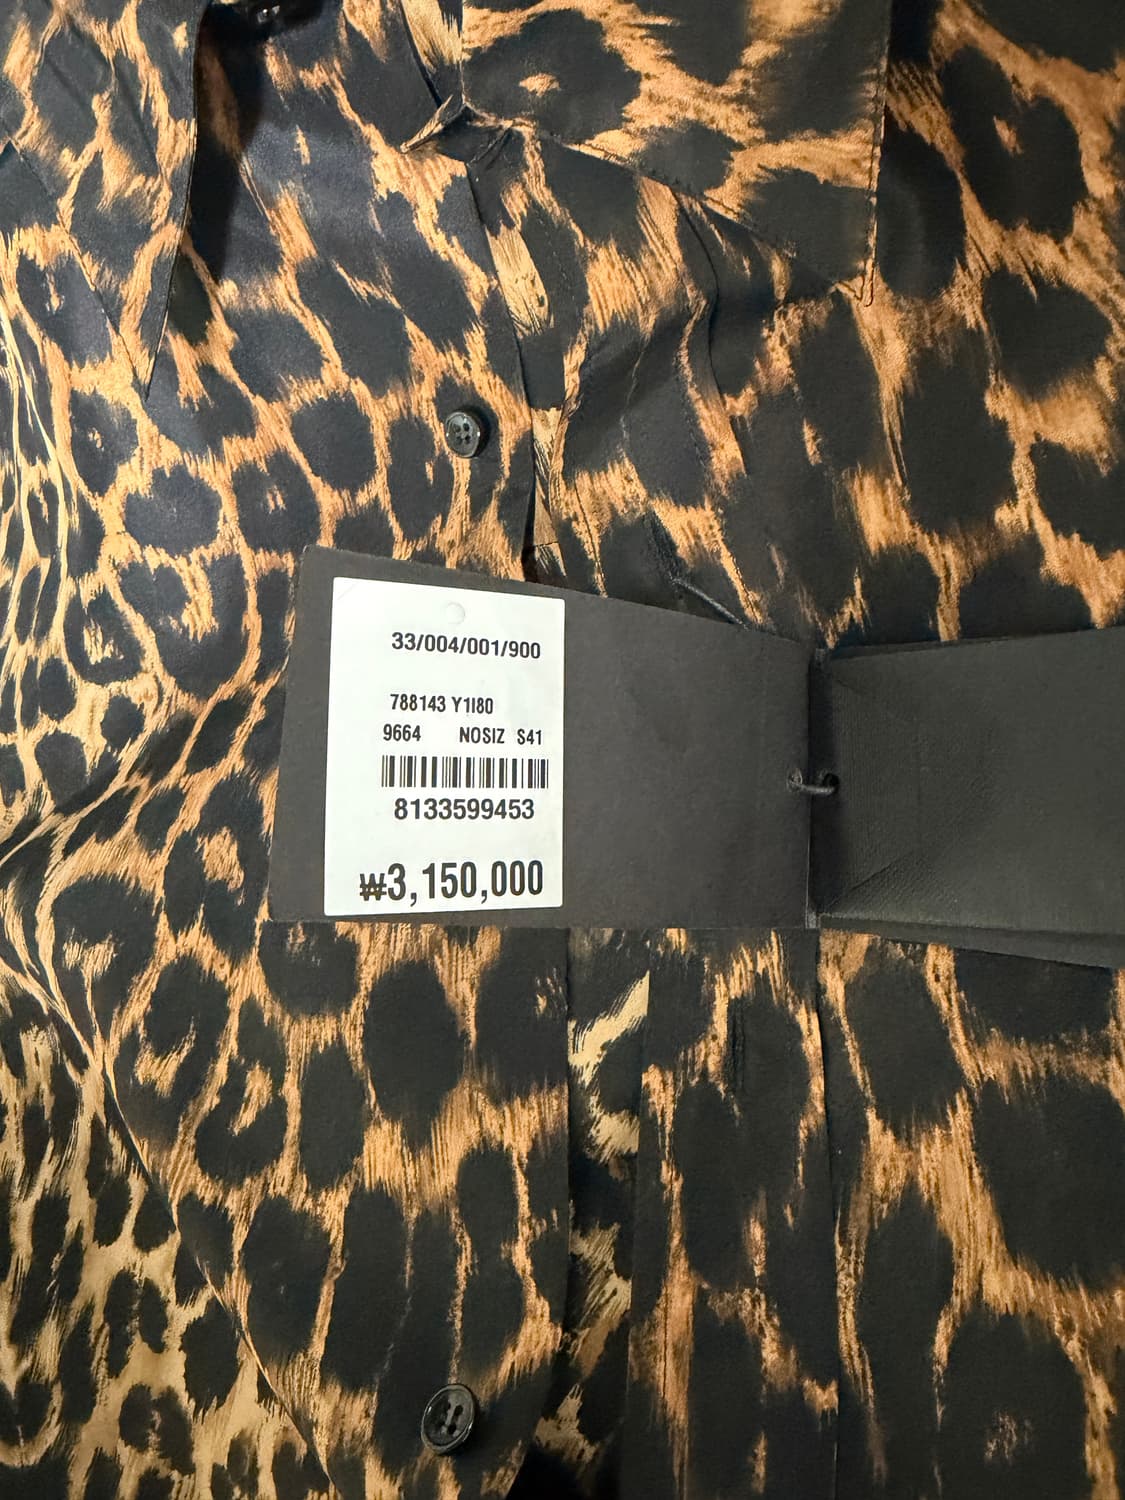 33/004/001/900
788143 Y1I80
9664 NOSIZ S41
8133599453
₩3,150,000